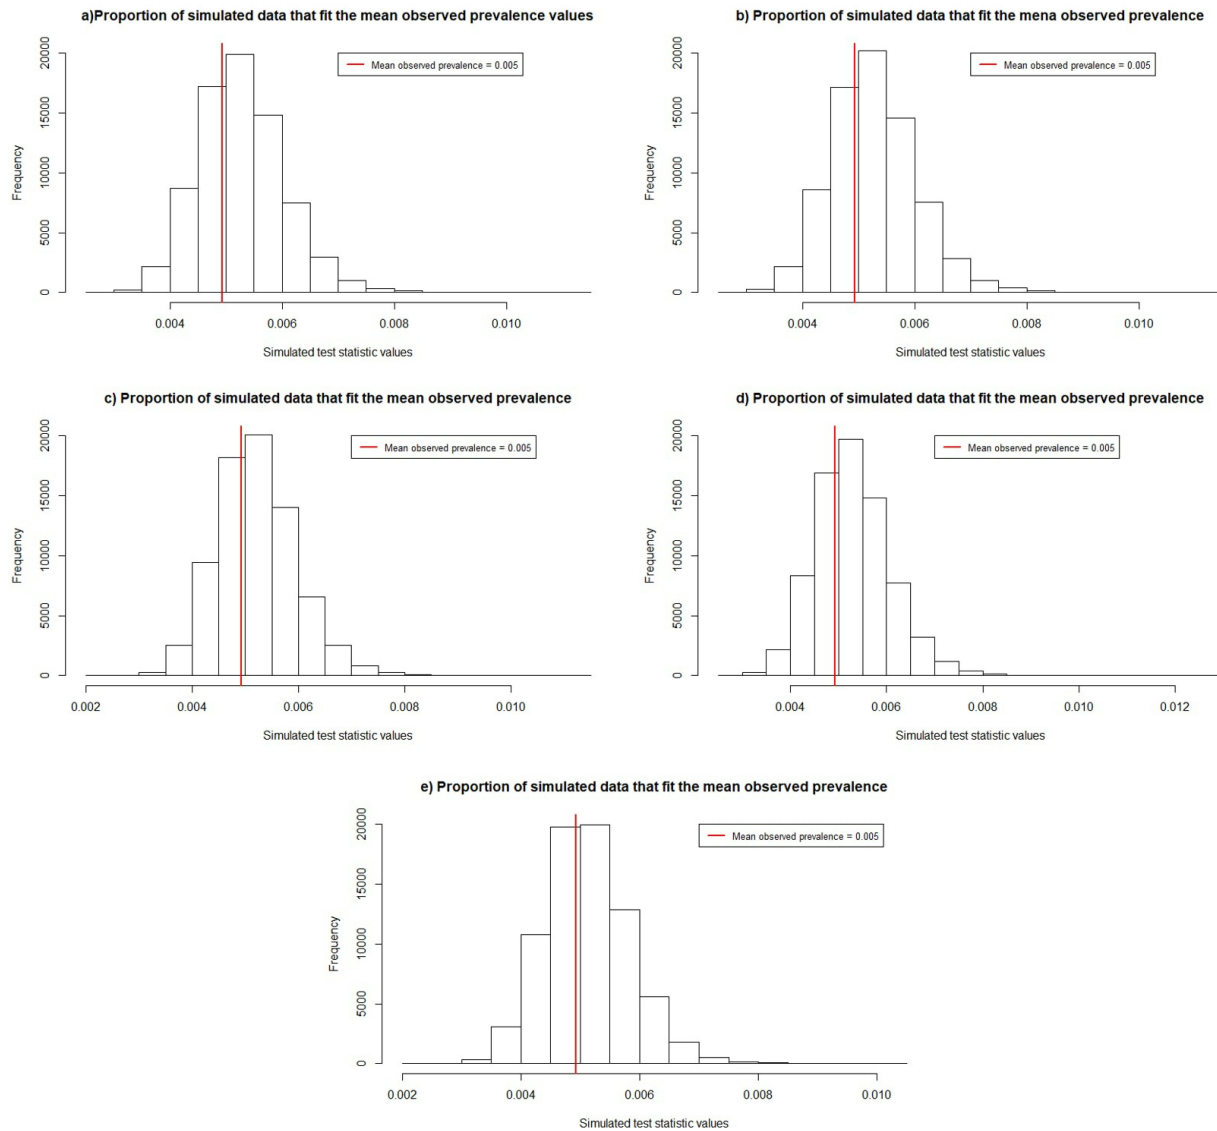 a)Proportion of simulated data that fit the mean observed prevalence values
Mean observed prevalence = 0.005
Frequency
0
5000
10000
15000
20000
0.004
0.006
0.008
0.010
Simulated test statistic values
b) Proportion of simulated data that fit the mena observed prevalence
Mean observed prevalence = 0.005
Frequency
0
5000
10000
15000
20000
0.004
0.006
0.008
0.010
Simulated test statistic values
c) Proportion of simulated data that fit the mean observed prevalence
Mean observed prevalence = 0.005
Frequency
0
5000
10000
15000
20000
0.002
0.004
0.006
0.008
0.010
Simulated test statistic values
d) Proportion of simulated data that fit the mean observed prevalence
Mean observed prevalence = 0.005
Frequency
0
5000
10000
15000
20000
0.004
0.006
0.008
0.010
0.012
Simulated test statistic values
e) Proportion of simulated data that fit the mean observed prevalence
Mean observed prevalence = 0.005
Frequency
0
5000
10000
15000
20000
0.002
0.004
0.006
0.008
0.010
Simulated test statistic values